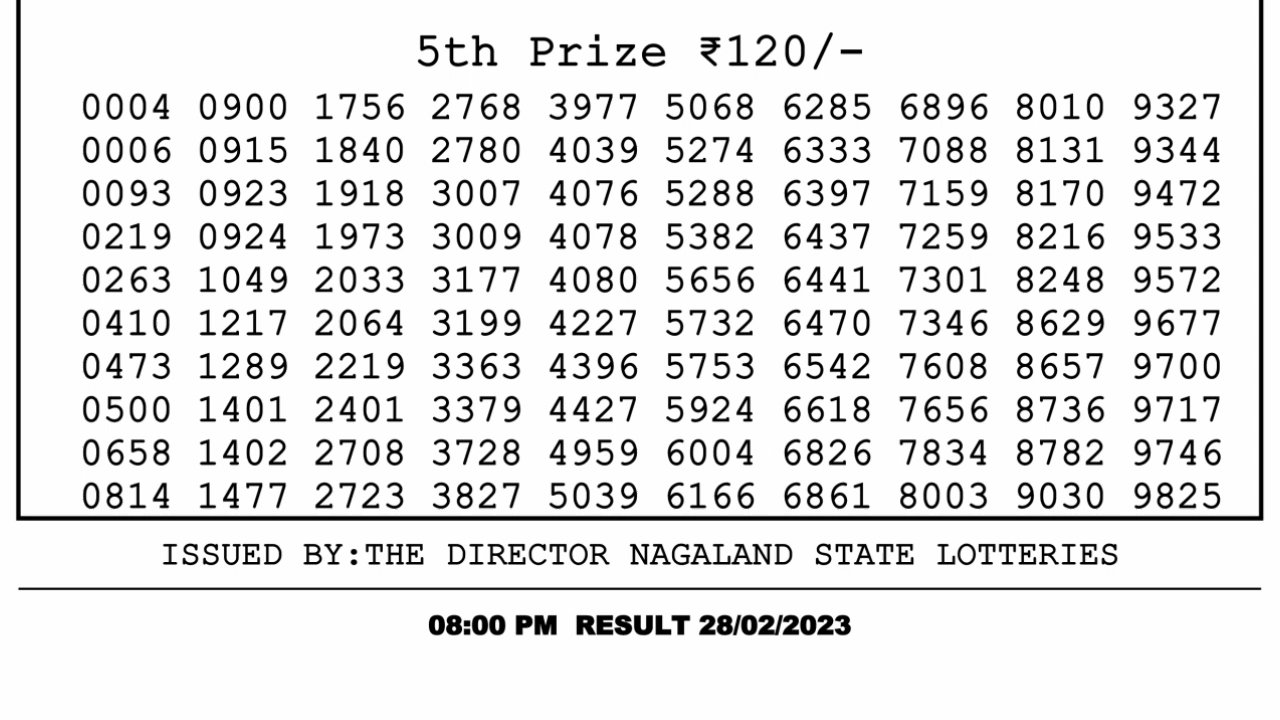 5th Prize ₹120/-
0004 0900 1756 2768 3977 5068 6285 6896 8010 9327
0006 0915 1840 2780 4039 5274 6333 7088 8131 9344
0093 0923 1918 3007 4076 5288 6397 7159 8170 9472
0219 0924 1973 3009 4078 5382 6437 7259 8216 9533
0263 1049 2033 3177 4080 5656 6441 7301 8248 9572
0410 1217 2064 3199 4227 5732 6470 7346 8629 9677
0473 1289 2219 3363 4396 5753 6542 7608 8657 9700
0500 1401 2401 3379 4427 5924 6618 7656 8736 9717
0658 1402 2708 3728 4959 6004 6826 7834 8782 9746
0814 1477 2723 3827 5039 6166 6861 8003 9030 9825
ISSUED BY:THE DIRECTOR NAGALAND STATE LOTTERIES
08:00 PM RESULT 28/02/2023